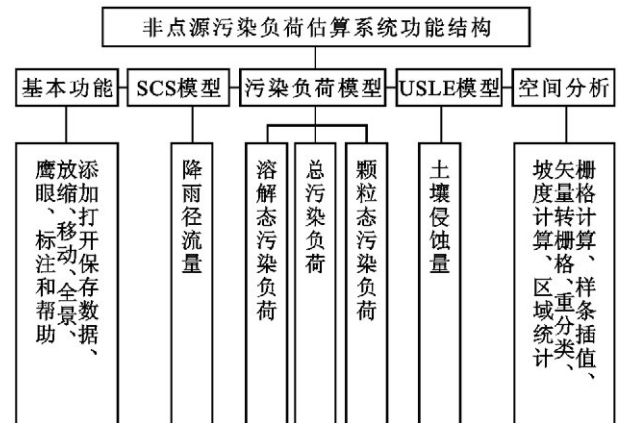 非点源污染负荷估算系统功能结构
基本功能
SCS模型
污染负荷模型
USLE模型
空间分析
添加打开保存数据、
放缩、移动、全景、
鹰眼、标注和帮助
降雨径流量
溶解态污染负荷
总污染负荷
颗粒态污染负荷
土壤侵蚀量
栅格计算、样条插值、
矢量转栅格、重分类、
坡度计算、区域统计